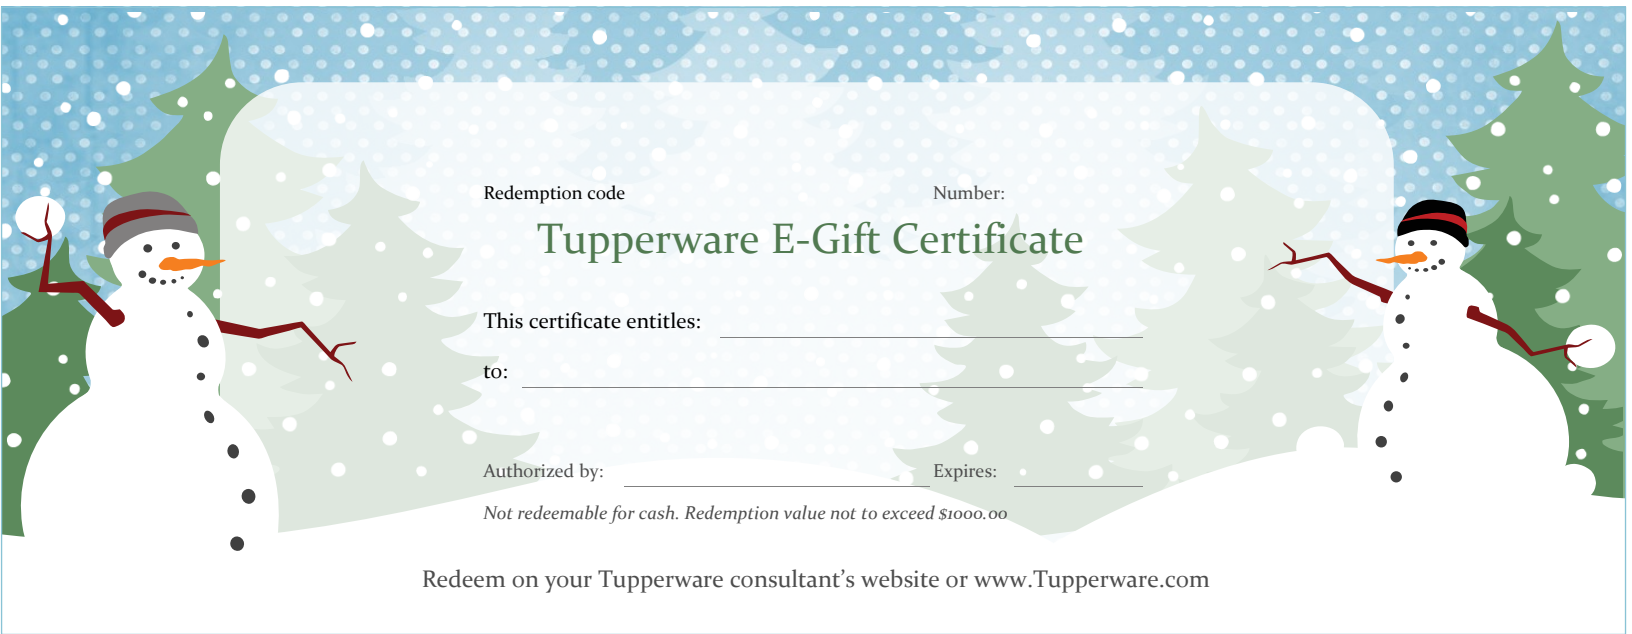 Redemption code Number:
Tupperware E-Gift Certificate
This certificate entitles:
to:
Authorized by: Expires:
Not redeemable for cash. Redemption value not to exceed $1000.00
Redeem on your Tupperware consultant’s website or www.Tupperware.com